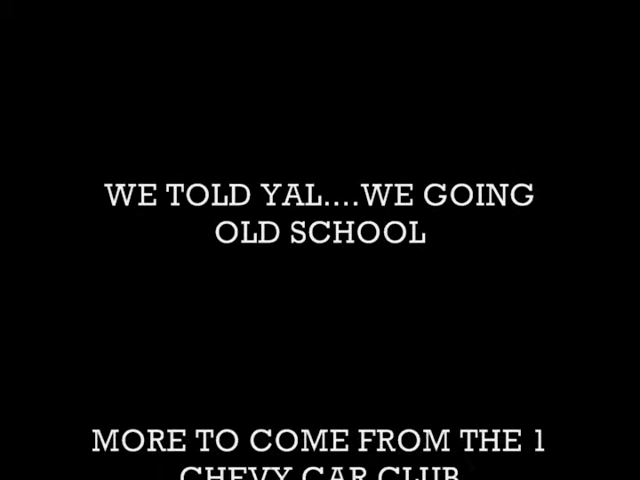 WE TOLD YAL....WE GOING
OLD SCHOOL
MORE TO COME FROM THE 1
CHEVY CAR CLUB